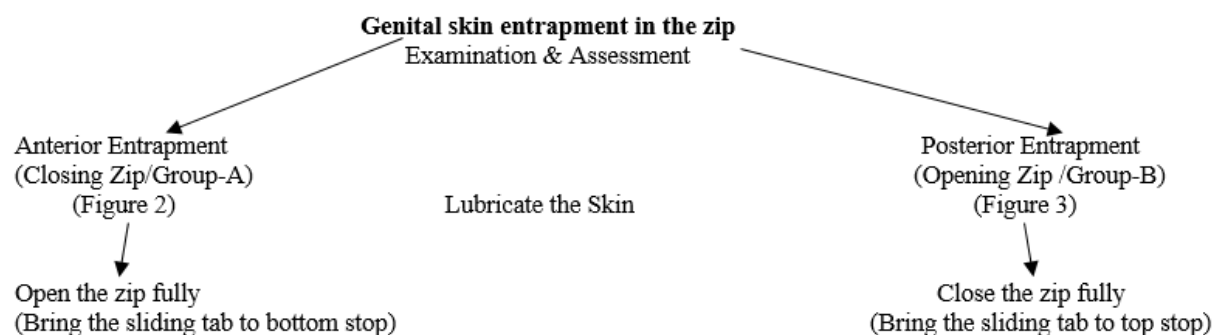 Genital skin entrapment in the zip
Examination & Assessment
Anterior Entrapment
(Closing Zip/Group-A)
(Figure 2)
Lubricate the Skin
Posterior Entrapment
(Opening Zip /Group-B)
(Figure 3)
Open the zip fully
(Bring the sliding tab to bottom stop)
Close the zip fully
(Bring the sliding tab to top stop)